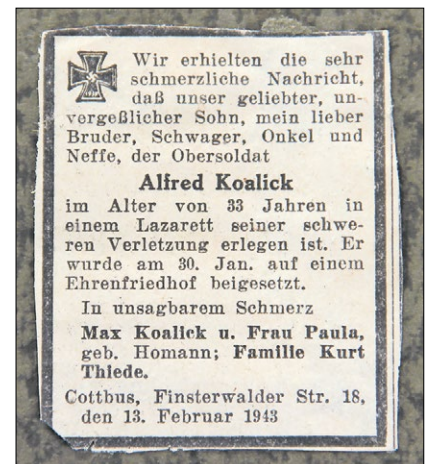 Wir erhielten die sehr
schmerzliche Nachricht,
daß unser geliebter, un-
vergeßlicher Sohn, mein lieber
Bruder, Schwager, Onkel und
Neffe, der Obersoldat
Alfred Koalick
im Alter von 33 Jahren in
einem Lazarett seiner schwe-
ren Verletzung erlegen ist. Er
wurde am 30. Jan. auf einem
Ehrenfriedhof beigesetzt.
In unsagbarem Schmerz
Max Koalick u. Frau Paula,
geb. Homann; Familie Kurt
Thiede.
Cottbus, Finsterwalder Str. 18,
den 13. Februar 1943